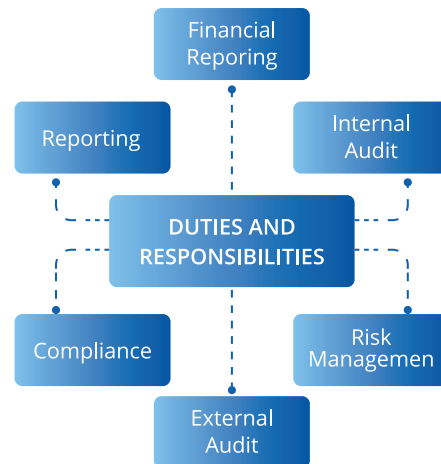 Financial
Reporing
Reporting
Internal
Audit
DUTIES AND
RESPONSIBILITIES
Compliance
Risk
Managemen
External
Audit